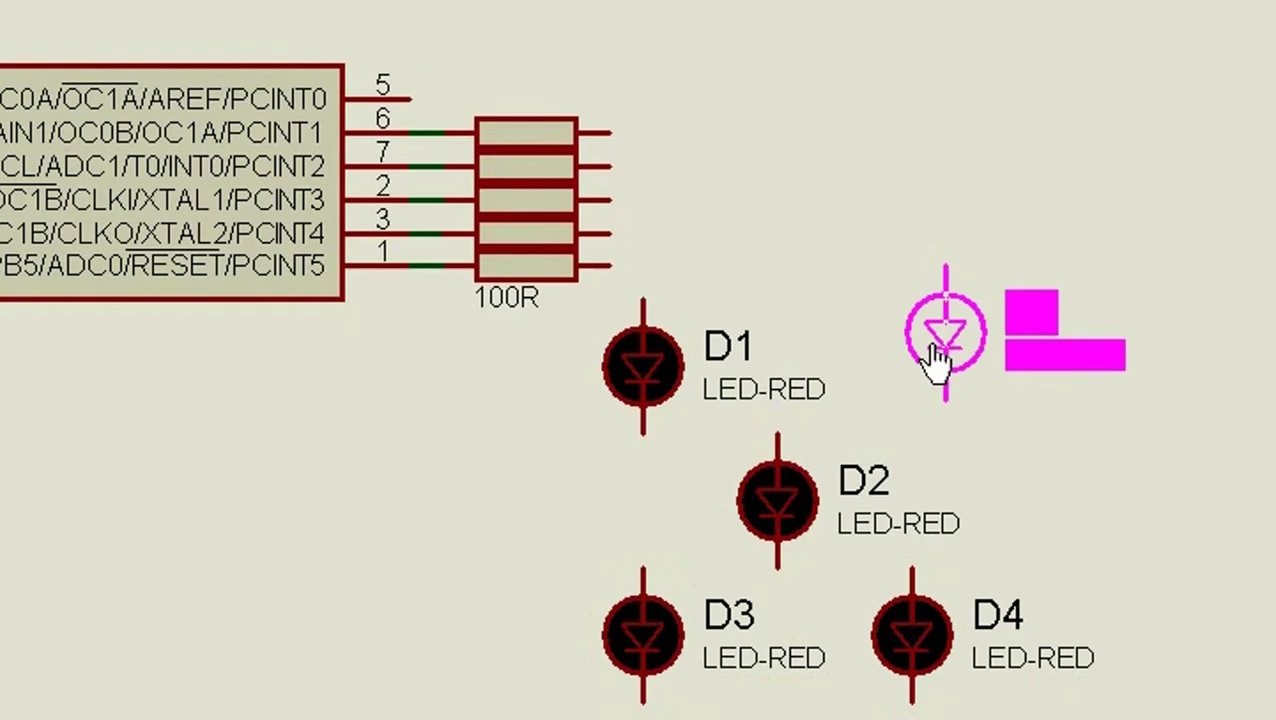 C0A/OC1A/AREF/PCINT0
5
AIN1/OC0B/OC1A/PCINT1
6
CL/ADC1/T0/INT0/PCINT2
7
OC1B/CLKI/XTAL1/PCINT3
2
C1B/CLKO/XTAL2/PCINT4
3
PB5/ADC0/RESET/PCINT5
1
100R
D1
LED-RED
D2
LED-RED
D3
LED-RED
D4
LED-RED